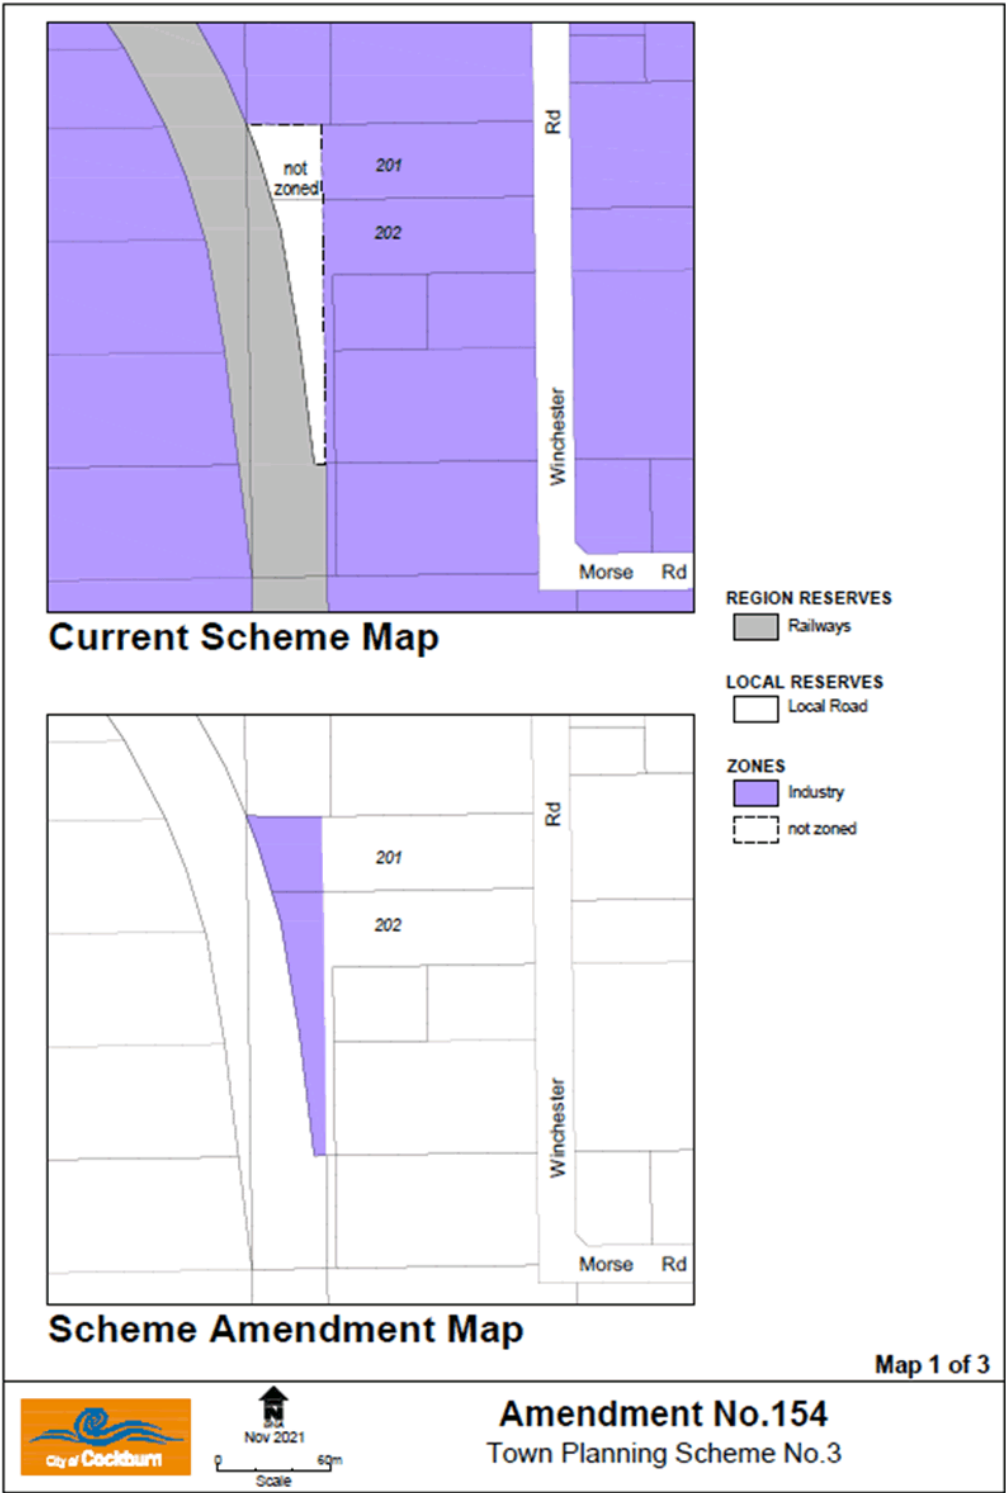 Rd
not
zoned
201
202
Winchester
Morse Rd
Current Scheme Map
REGION RESERVES
Railways
LOCAL RESERVES
Local Road
ZONES
Industry
not zoned
Rd
201
202
Winchester
Morse Rd
Scheme Amendment Map
Map 1 of 3
City of Cockburn
N
Nov 2021
0 60m
Scale
Amendment No.154
Town Planning Scheme No.3